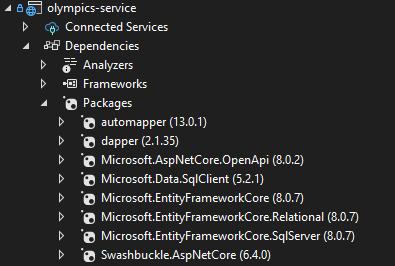 olympics-service
Connected Services
Dependencies
Analyzers
Frameworks
Packages
automapper (13.0.1)
dapper (2.1.35)
Microsoft.AspNetCore.OpenApi (8.0.2)
Microsoft.Data.SqlClient (5.2.1)
Microsoft.EntityFrameworkCore (8.0.7)
Microsoft.EntityFrameworkCore.Relational (8.0.7)
Microsoft.EntityFrameworkCore.SqlServer (8.0.7)
Swashbuckle.AspNetCore (6.4.0)